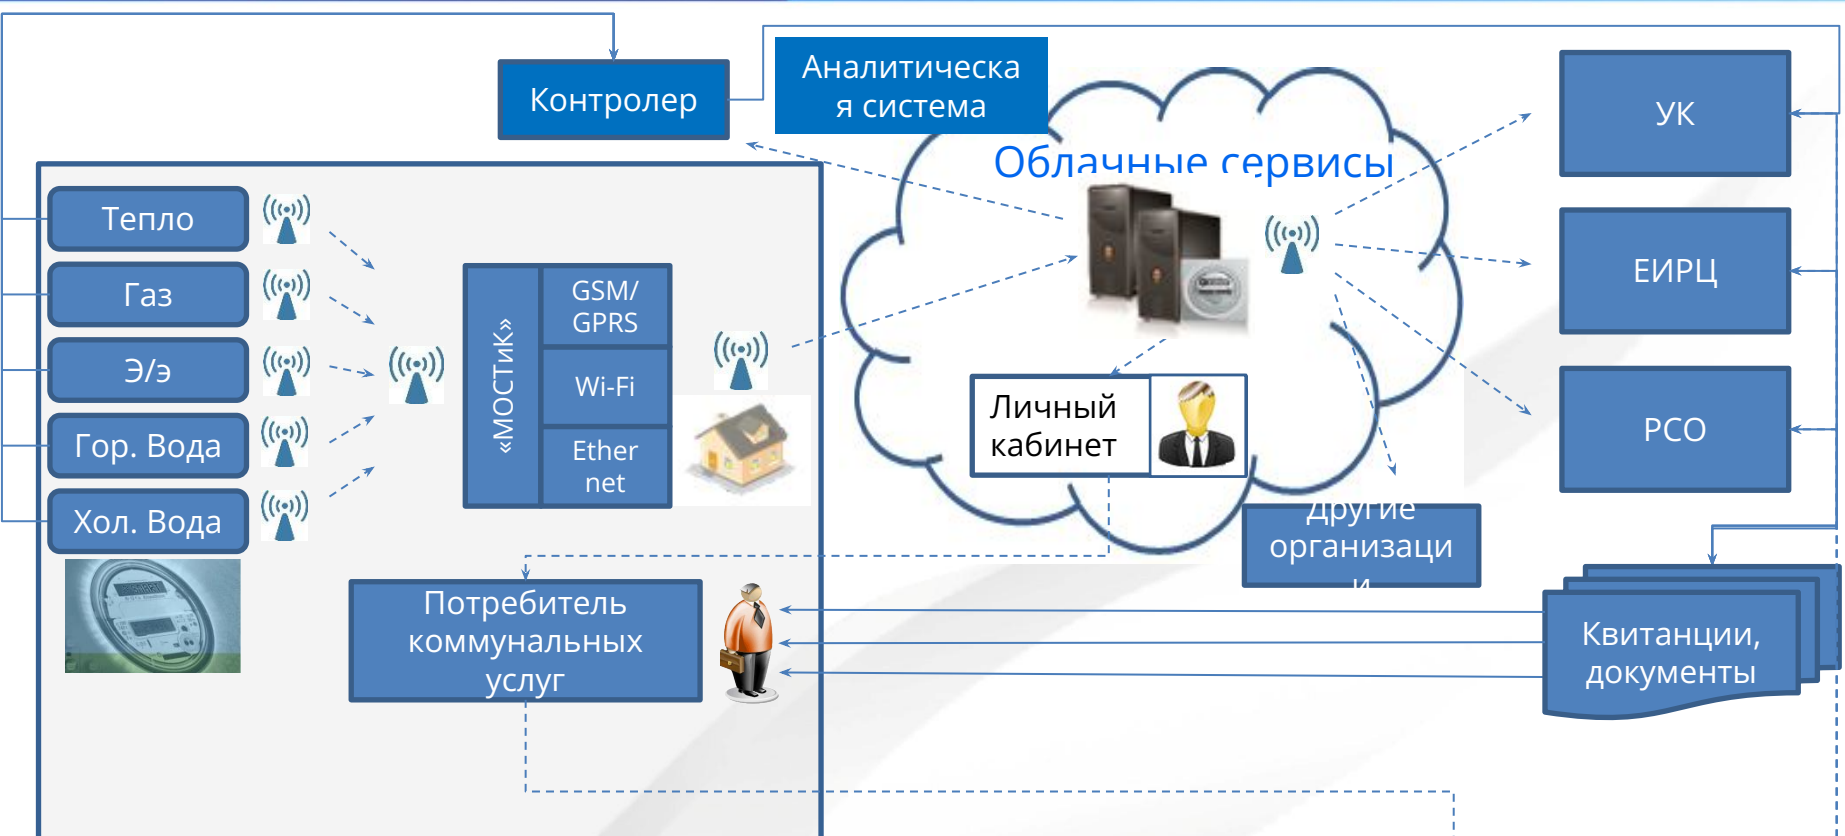 Контролер
Аналитическа
я система
Облачные сервисы
УК
ЕИРЦ
РСО
Тепло
Газ
Э/э
Гор. Вода
Хол. Вода
«МОСТиК»
GSM/
GPRS
Wi-Fi
Ether
net
Личный
кабинет
Другие
организаци
и
Потребитель
коммунальных
услуг
Квитанции,
документы